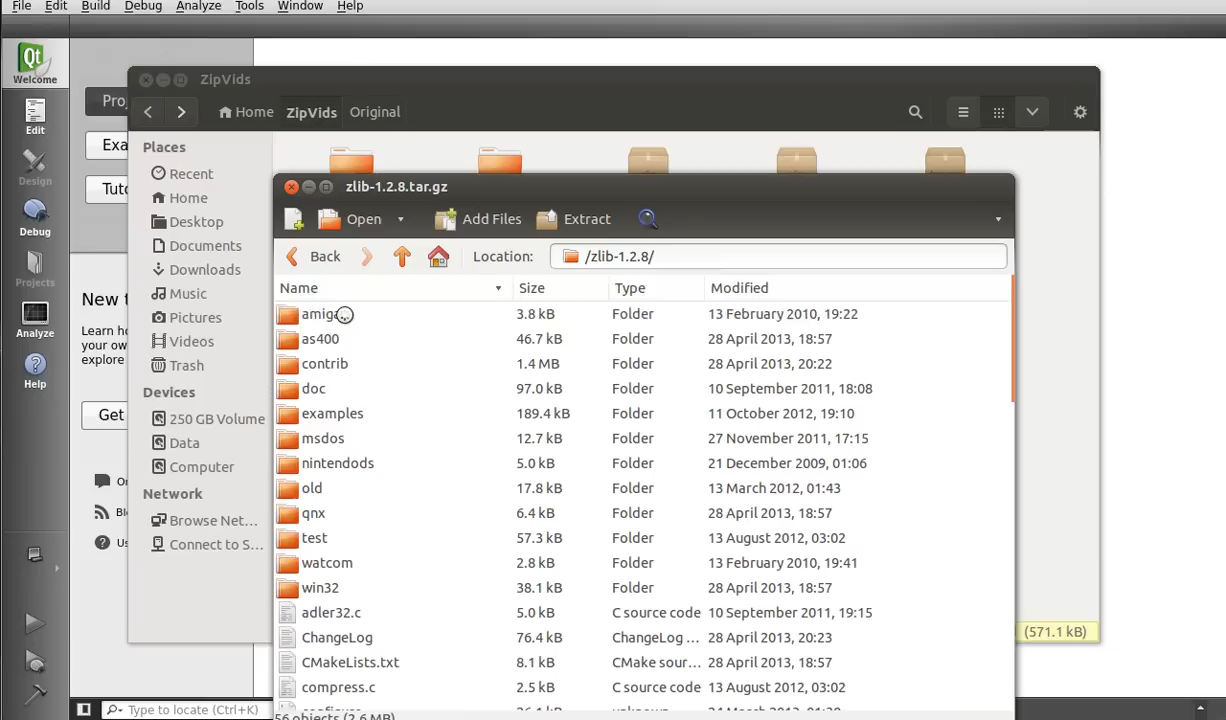 File Edit Build Debug Analyze Tools Window Help
Qt
Welcome
Edit
Design
Debug
Projects
Analyze
Help
Get
ZipVids
Home ZipVids Original
Places
Recent
Home
Desktop
Documents
Downloads
Music
Pictures
Videos
Trash
Devices
250 GB Volume
Data
Computer
Network
Browse Net...
Connect to S...
zlib-1.2.8.tar.gz
Open Add Files Extract
Back Location: /zlib-1.2.8/
Name Size Type Modified
amiga 3.8 kB Folder 13 February 2010, 19:22
as400 46.7 kB Folder 28 April 2013, 18:57
contrib 1.4 MB Folder 28 April 2013, 20:22
doc 97.0 kB Folder 10 September 2011, 18:08
examples 189.4 kB Folder 11 October 2012, 19:10
msdos 12.7 kB Folder 27 November 2011, 17:15
nintendods 5.0 kB Folder 21 December 2009, 01:06
old 17.8 kB Folder 13 March 2012, 01:43
qnx 6.4 kB Folder 28 April 2013, 18:57
test 57.3 kB Folder 13 August 2012, 03:02
watcom 2.8 kB Folder 13 February 2010, 19:41
win32 38.1 kB Folder 28 April 2013, 18:57
adler32.c 5.0 kB C source code 10 September 2011, 19:15
ChangeLog 76.4 kB ChangeLog ... 28 April 2013, 20:23
CMakeLists.txt 8.1 kB CMake sour... 28 April 2013, 18:57
compress.c 2.5 kB C source code 13 August 2012, 03:02
56 objects (2.6 MB)
(571.1 kB)
New
Learn
your ow
explore
Type to locate (Ctrl+K)